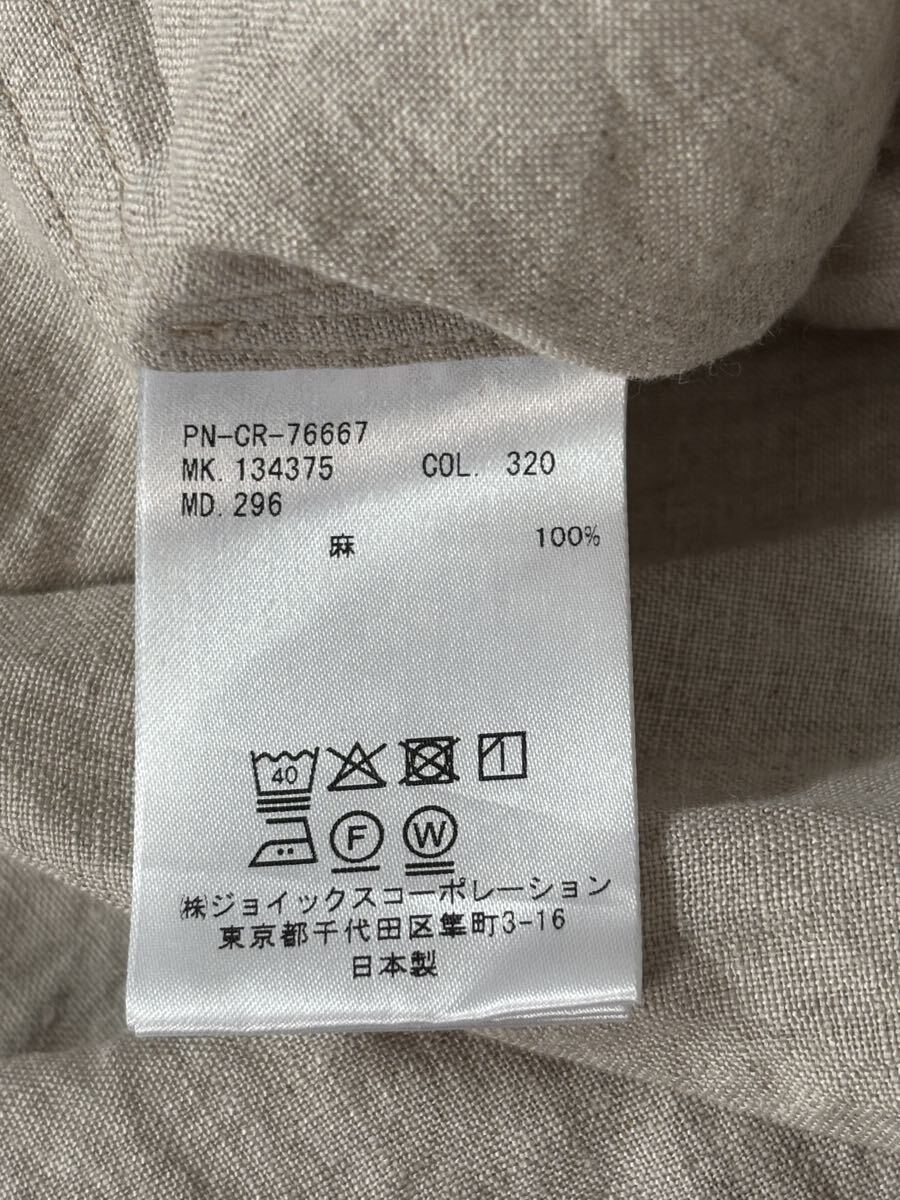 PN-CR-76667
MK. 134375 COL. 320
MD. 296
麻 100%
40
F W
㈱ジョイックスコーポレーション
東京都千代田区隼町3-16
日本製